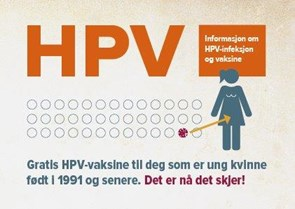 HPV
Informasjon om
HPV-infeksjon
og vaksine
Gratis HPV-vaksine til deg som er ung kvinne
født i 1991 og senere. Det er nå det skjer!